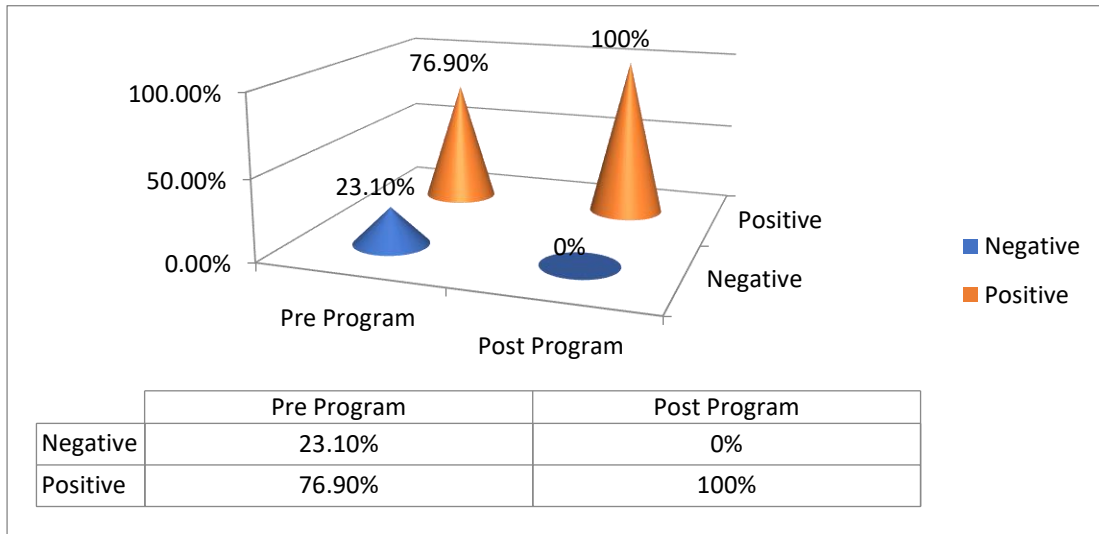 100%
76.90%
100.00%
50.00%
23.10%
0.00%
0%
Positive
Negative
Pre Program
Post Program
Negative
Positive
Pre Program Post Program
Negative 23.10% 0%
Positive 76.90% 100%